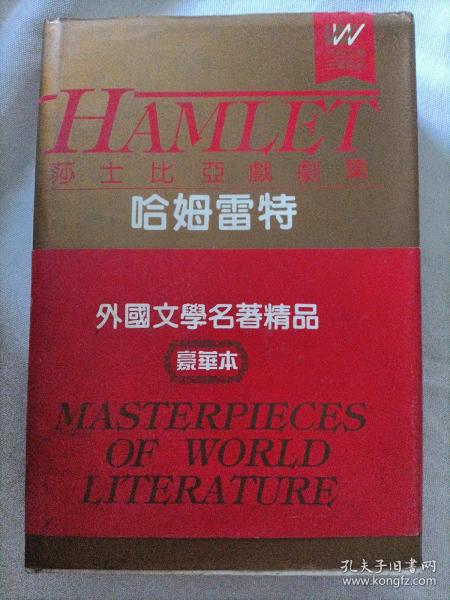 W
HAMLET
莎士比亞戲劇集
哈姆雷特
外國文學名著精品
豪華本
MASTERPIECES
OF WORLD
LITERATURE
孔夫子旧书网
www.kongfz.com